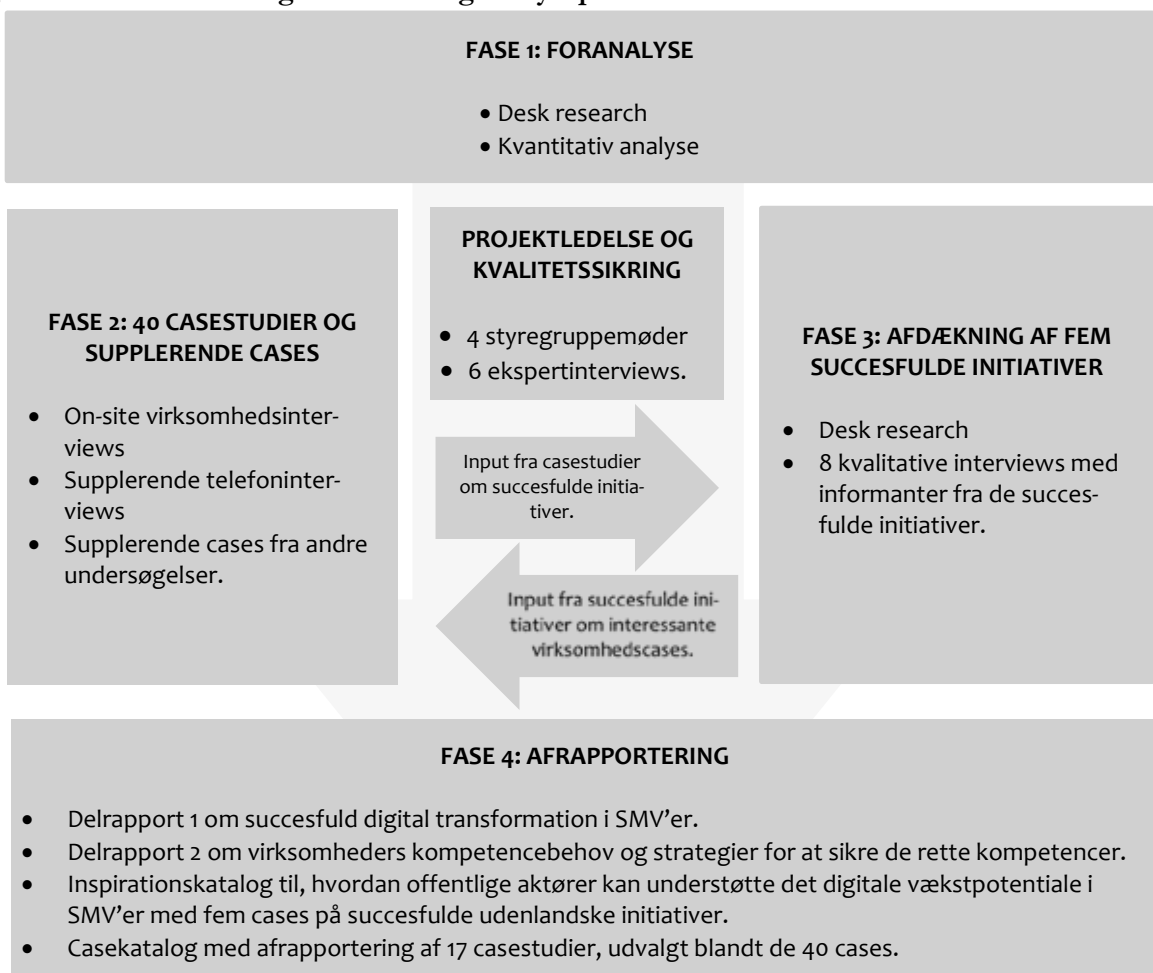 FASE 1: FORANALYSE
• Desk research
• Kvantitativ analyse
PROJEKTLEDELSE OG
KVALITETSSIKRING
• 4 styregruppemøder
• 6 ekspertinterviews.
FASE 2: 40 CASESTUDIER OG
SUPPLERENDE CASES
• On-site virksomhedsinter-
views
• Supplerende telefoninter-
views
• Supplerende cases fra andre
undersøgelser.
Input fra casestudier
om succesfulde initia-
tiver.
Input fra succesfulde ini-
tiativer om interessante
virksomhedscases.
FASE 3: AFDÆKNING AF FEM
SUCCESFULDE INITIATIVER
• Desk research
• 8 kvalitative interviews med
informanter fra de succes-
fulde initiativer.
FASE 4: AFRAPPORTERING
• Delrapport 1 om succesfuld digital transformation i SMV’er.
• Delrapport 2 om virksomheders kompetencebehov og strategier for at sikre de rette kompetencer.
• Inspirationskatalog til, hvordan offentlige aktører kan understøtte det digitale vækstpotentiale i
SMV’er med fem cases på succesfulde udenlandske initiativer.
• Casekatalog med afrapportering af 17 casestudier, udvalgt blandt de 40 cases.